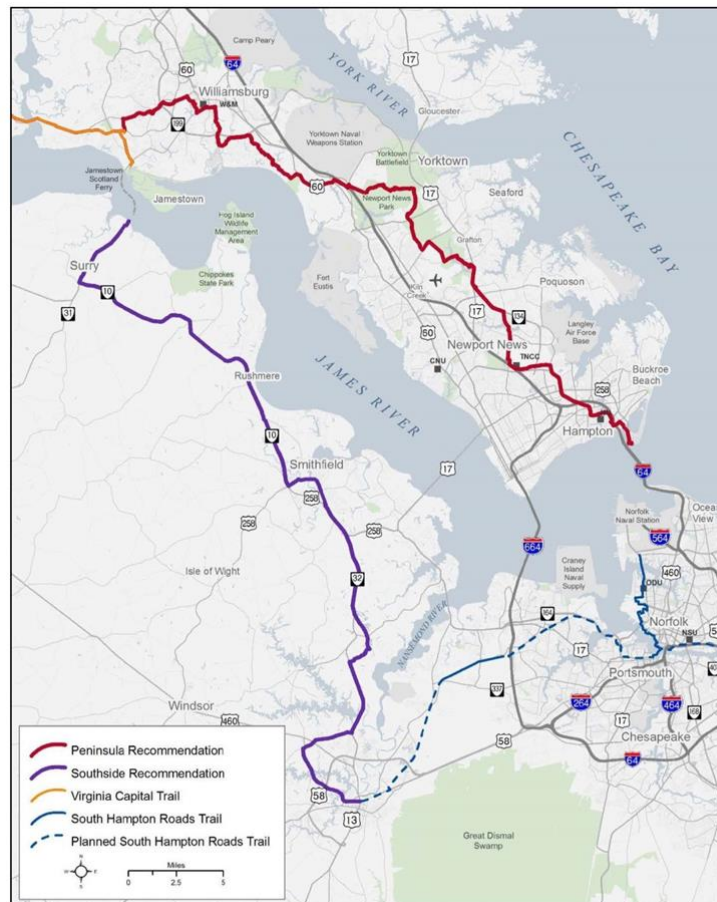 Camp Peary
YORK RIVER
17
64
60
Williamsburg
W&M
Gloucester
CHESAPEAKE BAY
199
Yorktown Naval
Weapons Station
Yorktown
Battlefield
Yorktown
17
Jamestown
Scotland
Ferry
Jamestown
60
Newport News
Park
Seaford
Grafton
Hog Island
Wildlife
Management
Area
Surry
Chippokes
State Park
Fort
Eustis
Kiln
Creek
Poquoson
10
31
17
134
60
Langley
Air Force
Base
Newport News
TNCC
CNU
JAMES RIVER
258
Buckroe
Beach
Rushmere
Hampton
10
64
Smithfield
17
258
Norfolk
Naval Station
Ocean
View
564
258
258
664
Craney
Island
Naval
Supply
ODU
460
Isle of Wight
32
NANSEMOND RIVER
164
Norfolk
NSU
17
Portsmouth
337
264
464
168
Windsor
460
17
58
Chesapeake
64
58
13
Great Dismal
Swamp
Peninsula Recommendation
Southside Recommendation
Virginia Capital Trail
South Hampton Roads Trail
Planned South Hampton Roads Trail
N
W
E
S
Miles
0
2.5
5